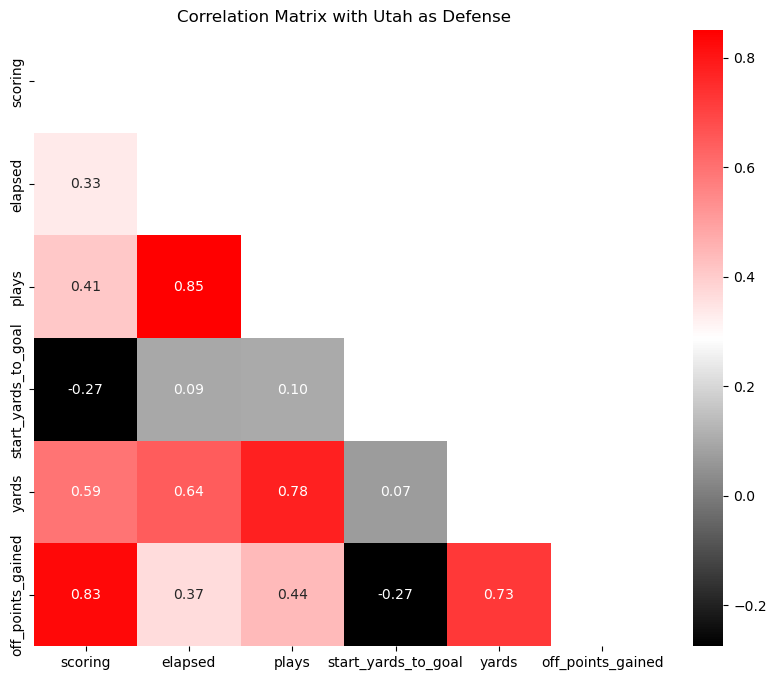 Correlation Matrix with Utah as Defense
scoring
elapsed
0.33
plays
0.41 0.85
start_yards_to_goal
-0.27 0.09 0.10
yards
0.59 0.64 0.78 0.07
off_points_gained
0.83 0.37 0.44 -0.27 0.73
scoring elapsed plays start_yards_to_goal yards off_points_gained
0.8
0.6
0.4
0.2
0.0
−0.2